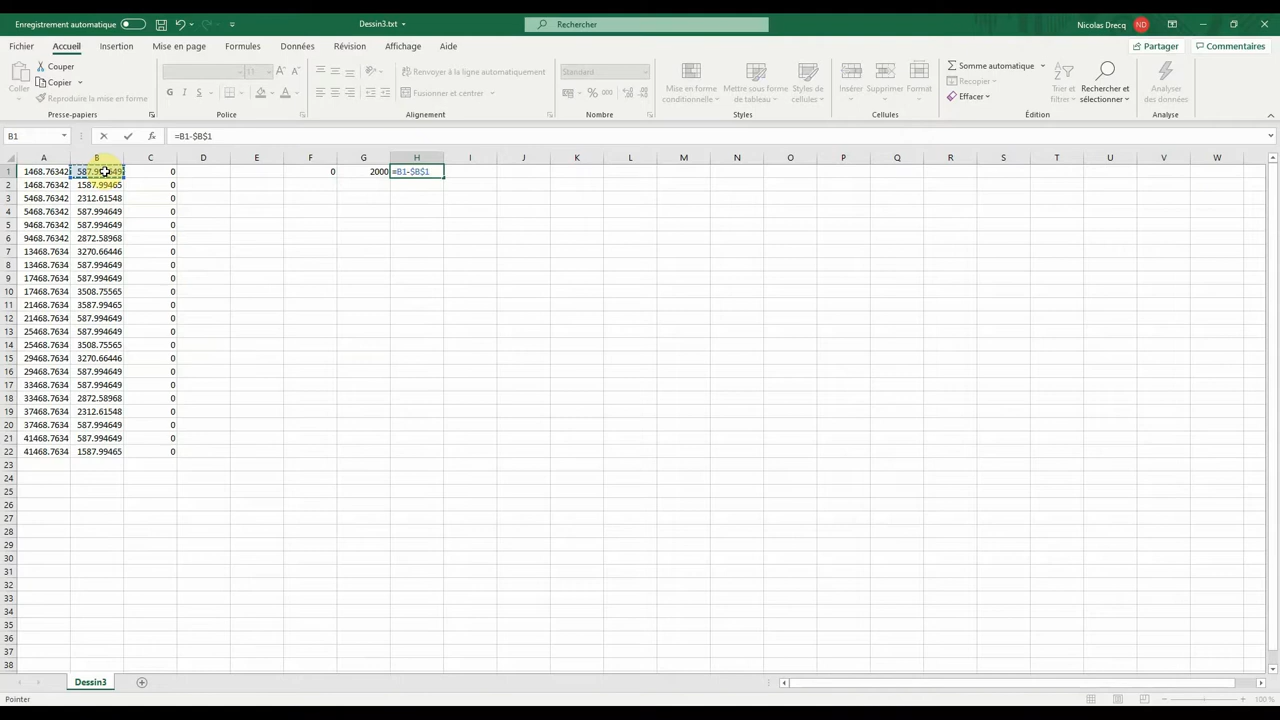 Enregistrement automatique
Dessin3.txt
Rechercher
Nicolas Drecq ND
Fichier Accueil Insertion Mise en page Formules Données Révision Affichage Aide
Partager Commentaires
Coller
Couper
Copier
Reproduire la mise en forme
Presse-papiers
11
G I S
Police
Renvoyer à la ligne automatiquement
Fusionner et centrer
Alignement
Standard
% 000
Nombre
Mise en forme conditionnelle
Mettre sous forme de tableau
Styles de cellules
Styles
Insérer Supprimer Format
Cellules
Somme automatique
Recopier
Effacer
Trier et filtrer
Rechercher et sélectionner
Édition
Analyse des données
Analyse
B1 fx =B1-$B$1
A B C D E F G H I J K L M N O P Q R S T U V W
1 1468.76342 587.994649 0 0 2000 =B1-$B$1
2 1468.76342 1587.99465 0
3 5468.76342 2312.61548 0
4 5468.76342 587.994649 0
5 9468.76342 587.994649 0
6 9468.76342 2872.58968 0
7 13468.7634 3270.66446 0
8 13468.7634 587.994649 0
9 17468.7634 587.994649 0
10 17468.7634 3508.75565 0
11 21468.7634 3587.99465 0
12 21468.7634 587.994649 0
13 25468.7634 587.994649 0
14 25468.7634 3508.75565 0
15 29468.7634 3270.66446 0
16 29468.7634 587.994649 0
17 33468.7634 587.994649 0
18 33468.7634 2872.58968 0
19 37468.7634 2312.61548 0
20 37468.7634 587.994649 0
21 41468.7634 587.994649 0
22 41468.7634 1587.99465 0
23
24
25
26
27
28
29
30
31
32
33
34
35
36
37
38
Dessin3
Pointer
100 %